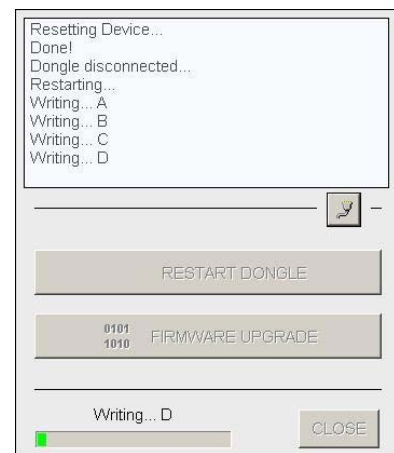 Resetting Device...
Done!
Dongle disconnected...
Restarting...
Writing... A
Writing... B
Writing... C
Writing... D
RESTART DONGLE
0101
1010
FIRMWARE UPGRADE
Writing... D
CLOSE